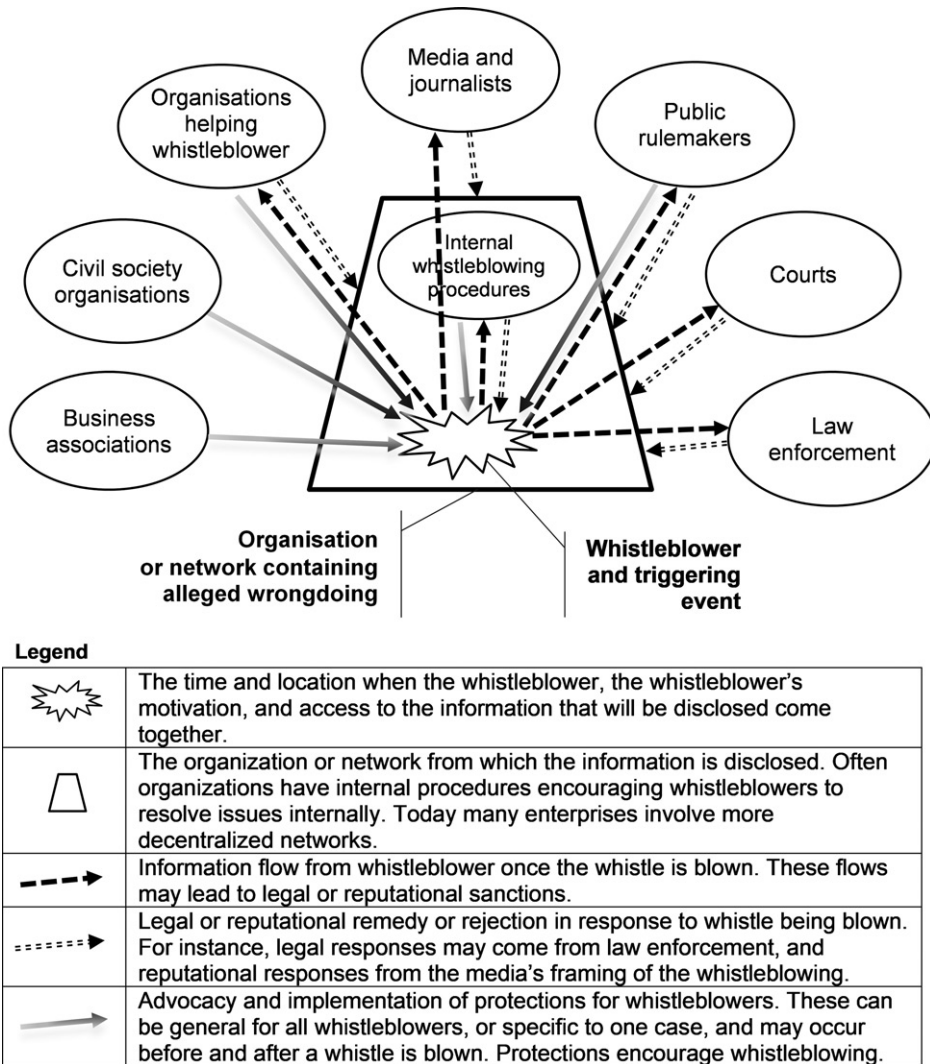 Media and
journalists
Organisations
helping
whistleblower
Public
rulemakers
Internal
whistleblowing
procedures
Civil society
organisations
Courts
Business
associations
Law
enforcement
Organisation
or network containing
alleged wrongdoing
Whistleblower
and triggering
event
Legend
The time and location when the whistleblower, the whistleblower's
motivation, and access to the information that will be disclosed come
together.
The organization or network from which the information is disclosed. Often
organizations have internal procedures encouraging whistleblowers to
resolve issues internally. Today many enterprises involve more
decentralized networks.
Information flow from whistleblower once the whistle is blown. These flows
may lead to legal or reputational sanctions.
Legal or reputational remedy or rejection in response to whistle being blown.
For instance, legal responses may come from law enforcement, and
reputational responses from the media's framing of the whistleblowing.
Advocacy and implementation of protections for whistleblowers. These can
be general for all whistleblowers, or specific to one case, and may occur
before and after a whistle is blown. Protections encourage whistleblowing.